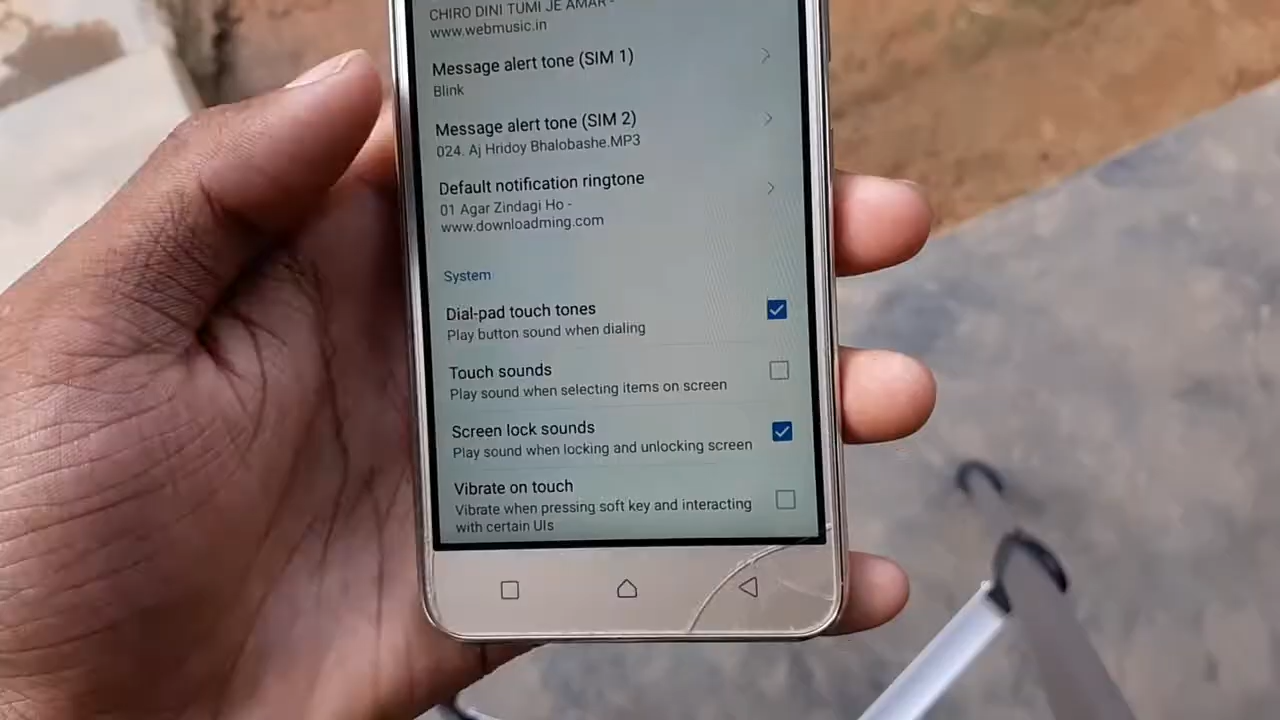 CHIRO DINI TUMI JE AMAR -
www.webmusic.in
Message alert tone (SIM 1)
Blink
Message alert tone (SIM 2)
024. Aj Hridoy Bhalobashe.MP3
Default notification ringtone
01 Agar Zindagi Ho -
www.downloadming.com
System
Dial-pad touch tones
Play button sound when dialing
Touch sounds
Play sound when selecting items on screen
Screen lock sounds
Play sound when locking and unlocking screen
Vibrate on touch
Vibrate when pressing soft key and interacting
with certain UIs